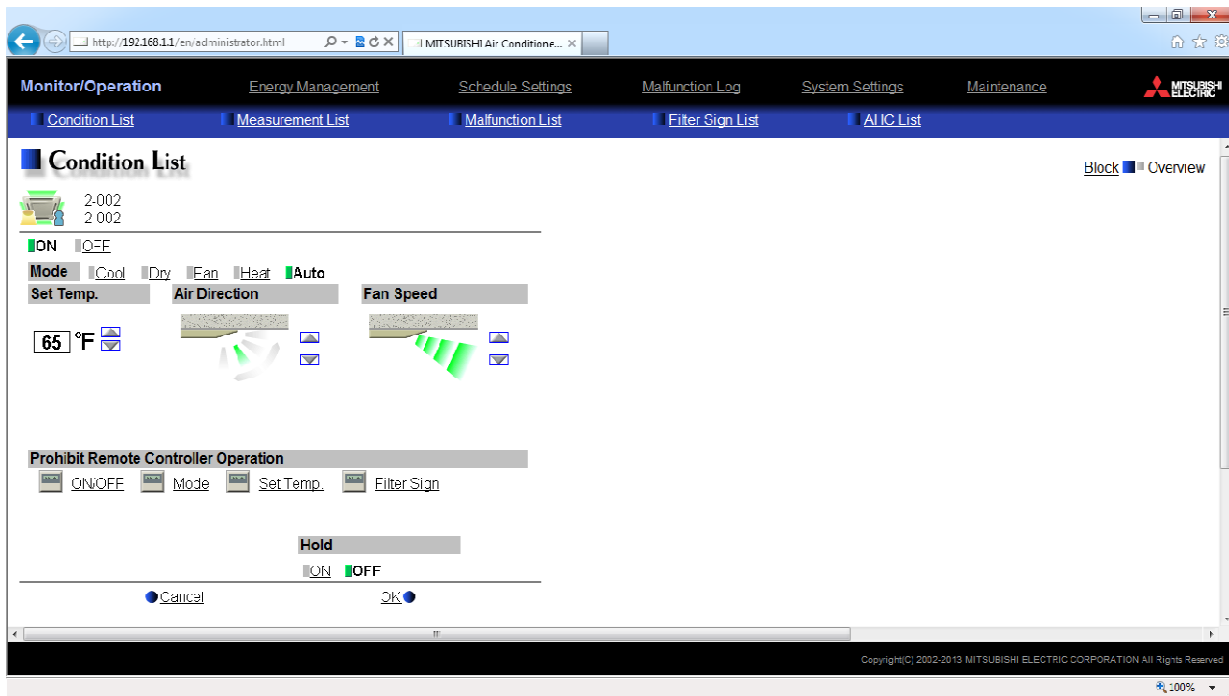 http://192.168.1.1/en/administrator.html
MITSUBISHI Air Conditione...
Monitor/Operation Energy Management Schedule Settings Malfunction Log System Settings Maintenance MITSUBISHI ELECTRIC
Condition List Measurement List Malfunction List Filter Sign List AHC List
Condition List
Block Overview
2-002
2-002
ON OFF
Mode Cool Dry Fan Heat Auto
Set Temp. Air Direction Fan Speed
65 °F
Prohibit Remote Controller Operation
ON/OFF Mode Set Temp. Filter Sign
Hold
ON OFF
Cancel OK
Copyright(C) 2002-2013 MITSUBISHI ELECTRIC CORPORATION All Rights Reserved
100%